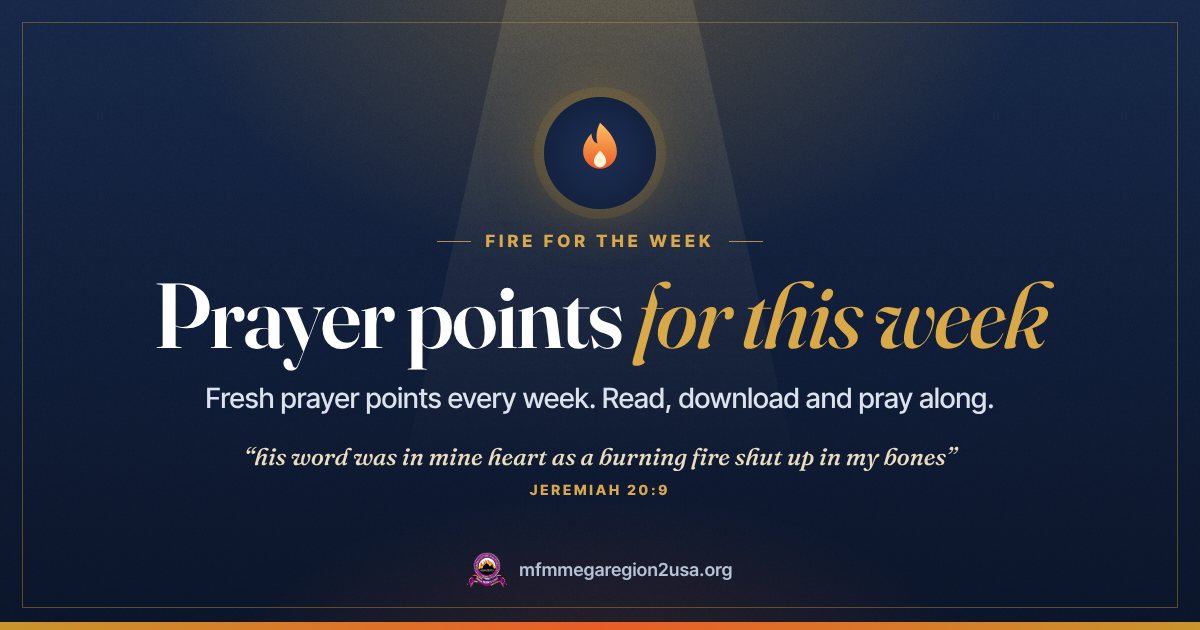 FIRE FOR THE WEEK
Prayer points for this week
Fresh prayer points every week. Read, download and pray along.
“his word was in mine heart as a burning fire shut up in my bones”
JEREMIAH 20:9
mfmmegaregion2usa.org